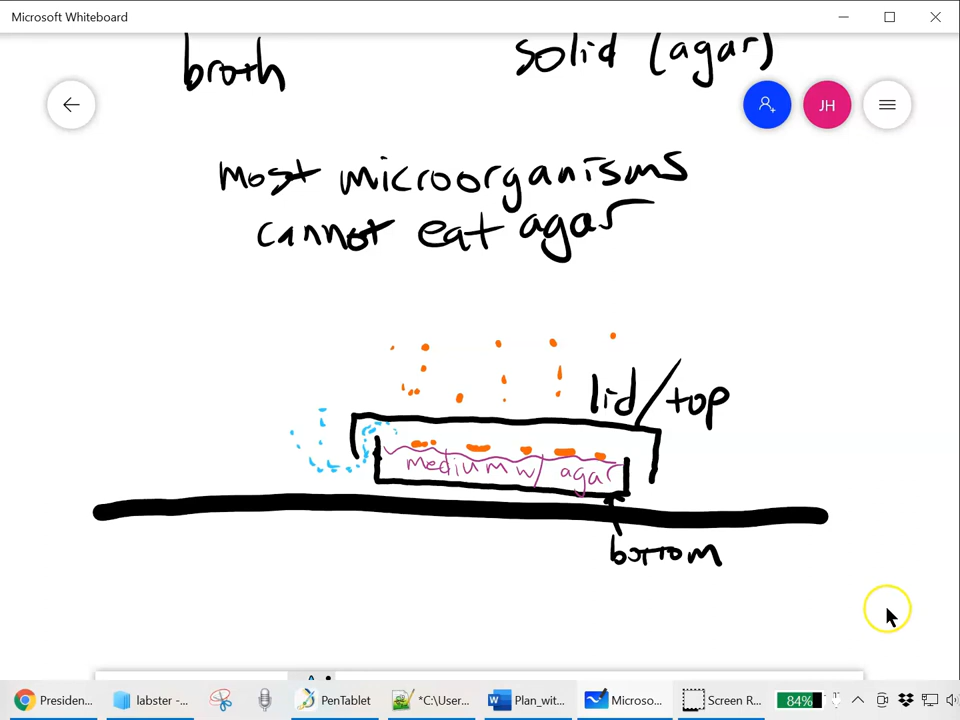 Microsoft Whiteboard
broth
solid (agar)
JH
most microorganisms
cannot eat agar
lid/top
medium w/ agar
bottom
Presiden...
labster -...
PenTablet
*C:\User...
Plan_wit...
Microso...
Screen R...
84%